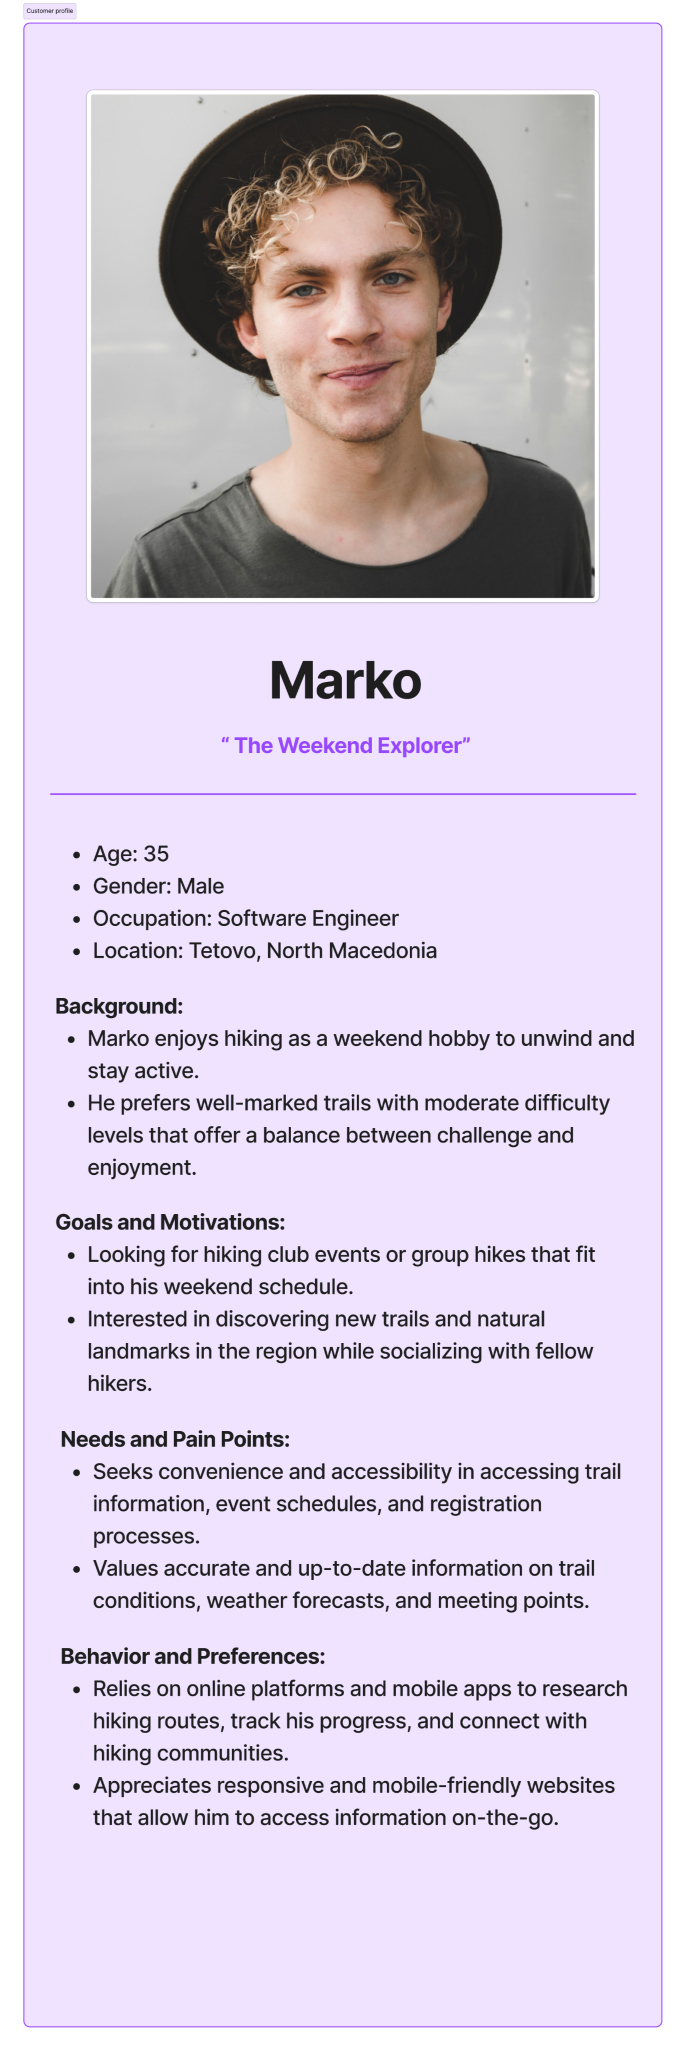 Customer profile
Marko
“ The Weekend Explorer”
• Age: 35
• Gender: Male
• Occupation: Software Engineer
• Location: Tetovo, North Macedonia
Background:
• Marko enjoys hiking as a weekend hobby to unwind and
stay active.
• He prefers well-marked trails with moderate difficulty
levels that offer a balance between challenge and
enjoyment.
Goals and Motivations:
• Looking for hiking club events or group hikes that fit
into his weekend schedule.
• Interested in discovering new trails and natural
landmarks in the region while socializing with fellow
hikers.
Needs and Pain Points:
• Seeks convenience and accessibility in accessing trail
information, event schedules, and registration
processes.
• Values accurate and up-to-date information on trail
conditions, weather forecasts, and meeting points.
Behavior and Preferences:
• Relies on online platforms and mobile apps to research
hiking routes, track his progress, and connect with
hiking communities.
• Appreciates responsive and mobile-friendly websites
that allow him to access information on-the-go.